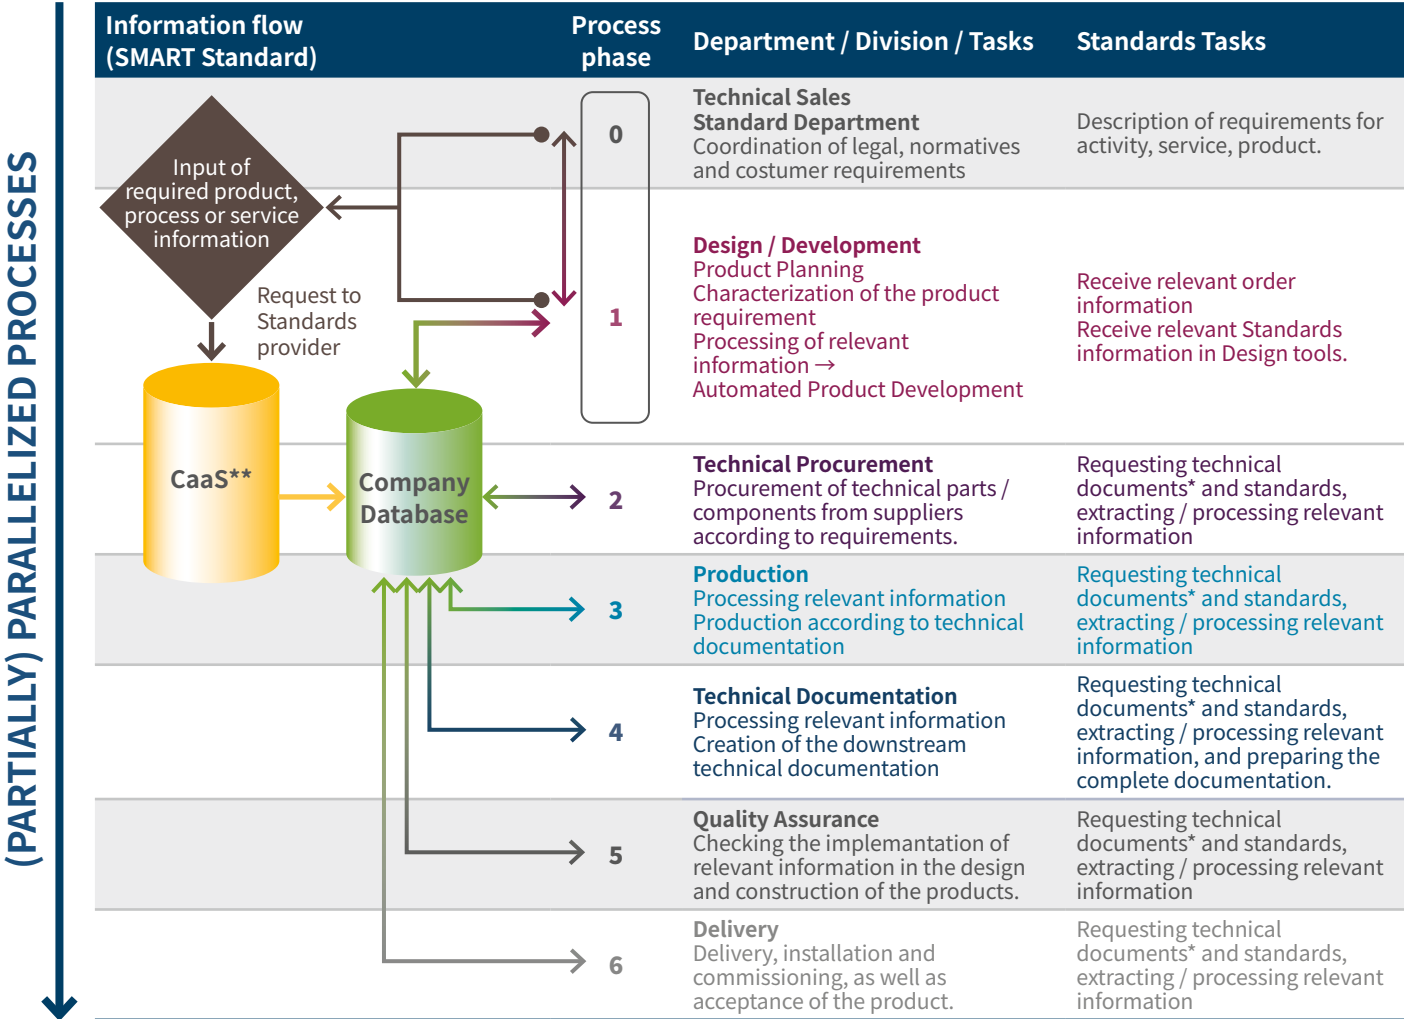 (PARTIALLY) PARALLELIZED PROCESSES
Information flow
(SMART Standard)
Process
phase
Department / Division / Tasks
Standards Tasks
Input of
required product,
process or service
information
Request to
Standards
provider
CaaS**
Company
Database
0
Technical Sales
Standard Department
Coordination of legal, normatives
and costumer requirements
Description of requirements for
activity, service, product.
1
Design / Development
Product Planning
Characterization of the product
requirement
Processing of relevant
information →
Automated Product Development
Receive relevant order
information
Receive relevant Standards
information in Design tools.
2
Technical Procurement
Procurement of technical parts /
components from suppliers
according to requirements.
Requesting technical
documents* and standards,
extracting / processing relevant
information
3
Production
Processing relevant information
Production according to technical
documentation
Requesting technical
documents* and standards,
extracting / processing relevant
information
4
Technical Documentation
Processing relevant information
Creation of the downstream
technical documentation
Requesting technical
documents* and standards,
extracting / processing relevant
information, and preparing the
complete documentation.
5
Quality Assurance
Checking the implemantation of
relevant information in the design
and construction of the products.
Requesting technical
documents* and standards,
extracting / processing relevant
information
6
Delivery
Delivery, installation and
commissioning, as well as
acceptance of the product.
Requesting technical
documents* and standards,
extracting / processing relevant
information